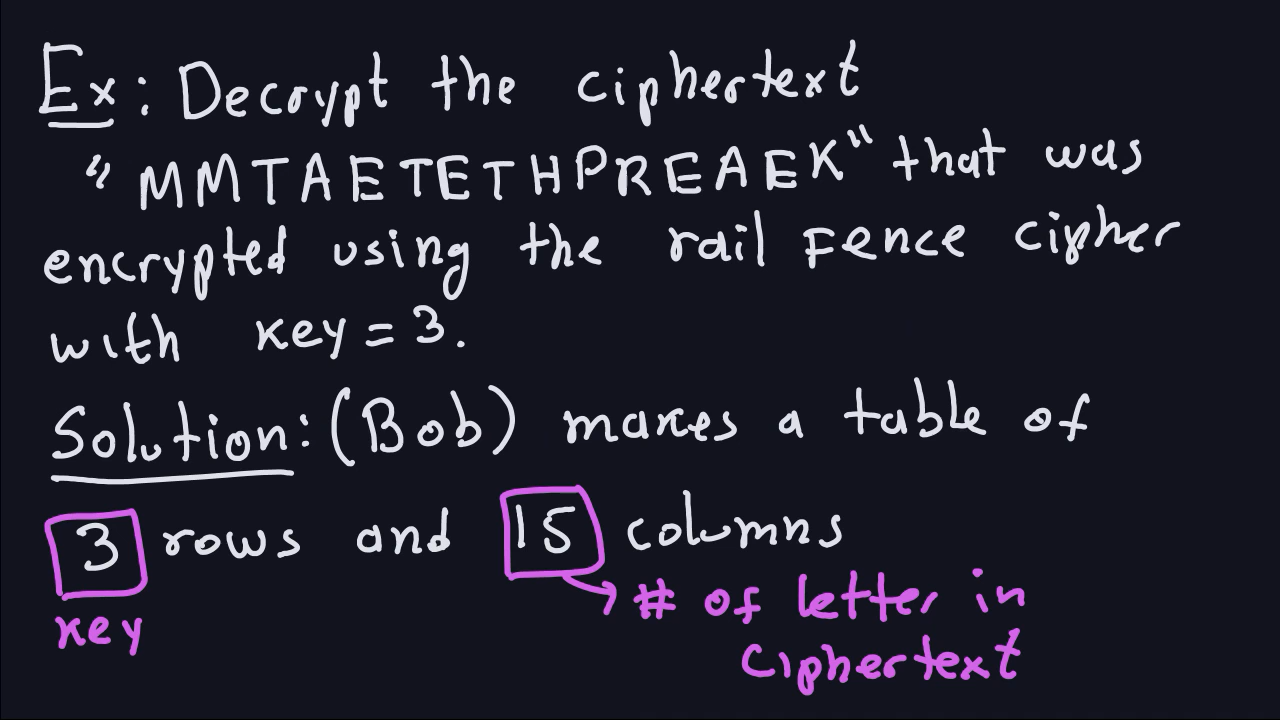 Ex: Decrypt the ciphertext
"MMTAETETHPREAEK" that was
encrypted using the rail fence cipher
with key = 3.
Solution: (Bob) makes a table of
3 rows and 15 columns
key
→ # of letter in
ciphertext